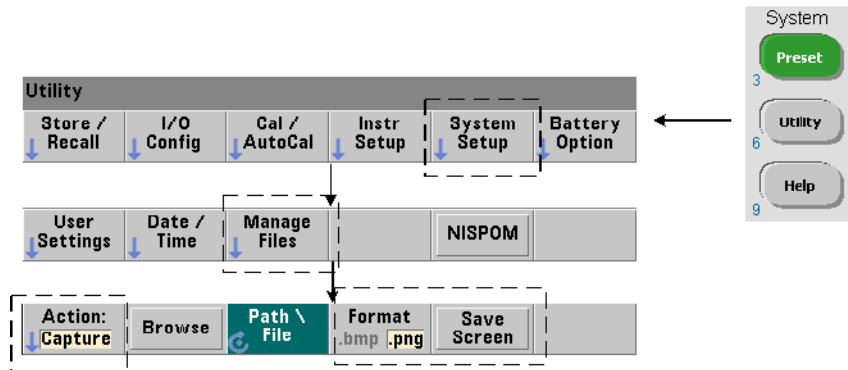 System
Preset
3
Utility
6
Help
9
Utility
Store / Recall
I/O Config
Cal / AutoCal
Instr Setup
System Setup
Battery Option
User Settings
Date / Time
Manage Files
NISPOM
Action: Capture
Browse
Path \ File
Format .bmp .png
Save Screen